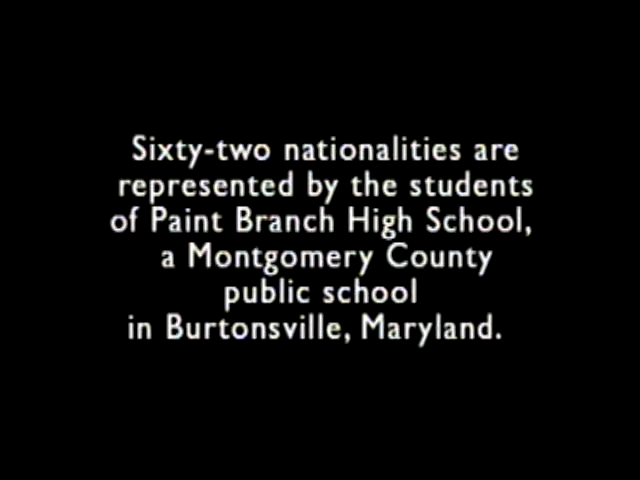 Sixty-two nationalities are
represented by the students
of Paint Branch High School,
a Montgomery County
public school
in Burtonsville, Maryland.